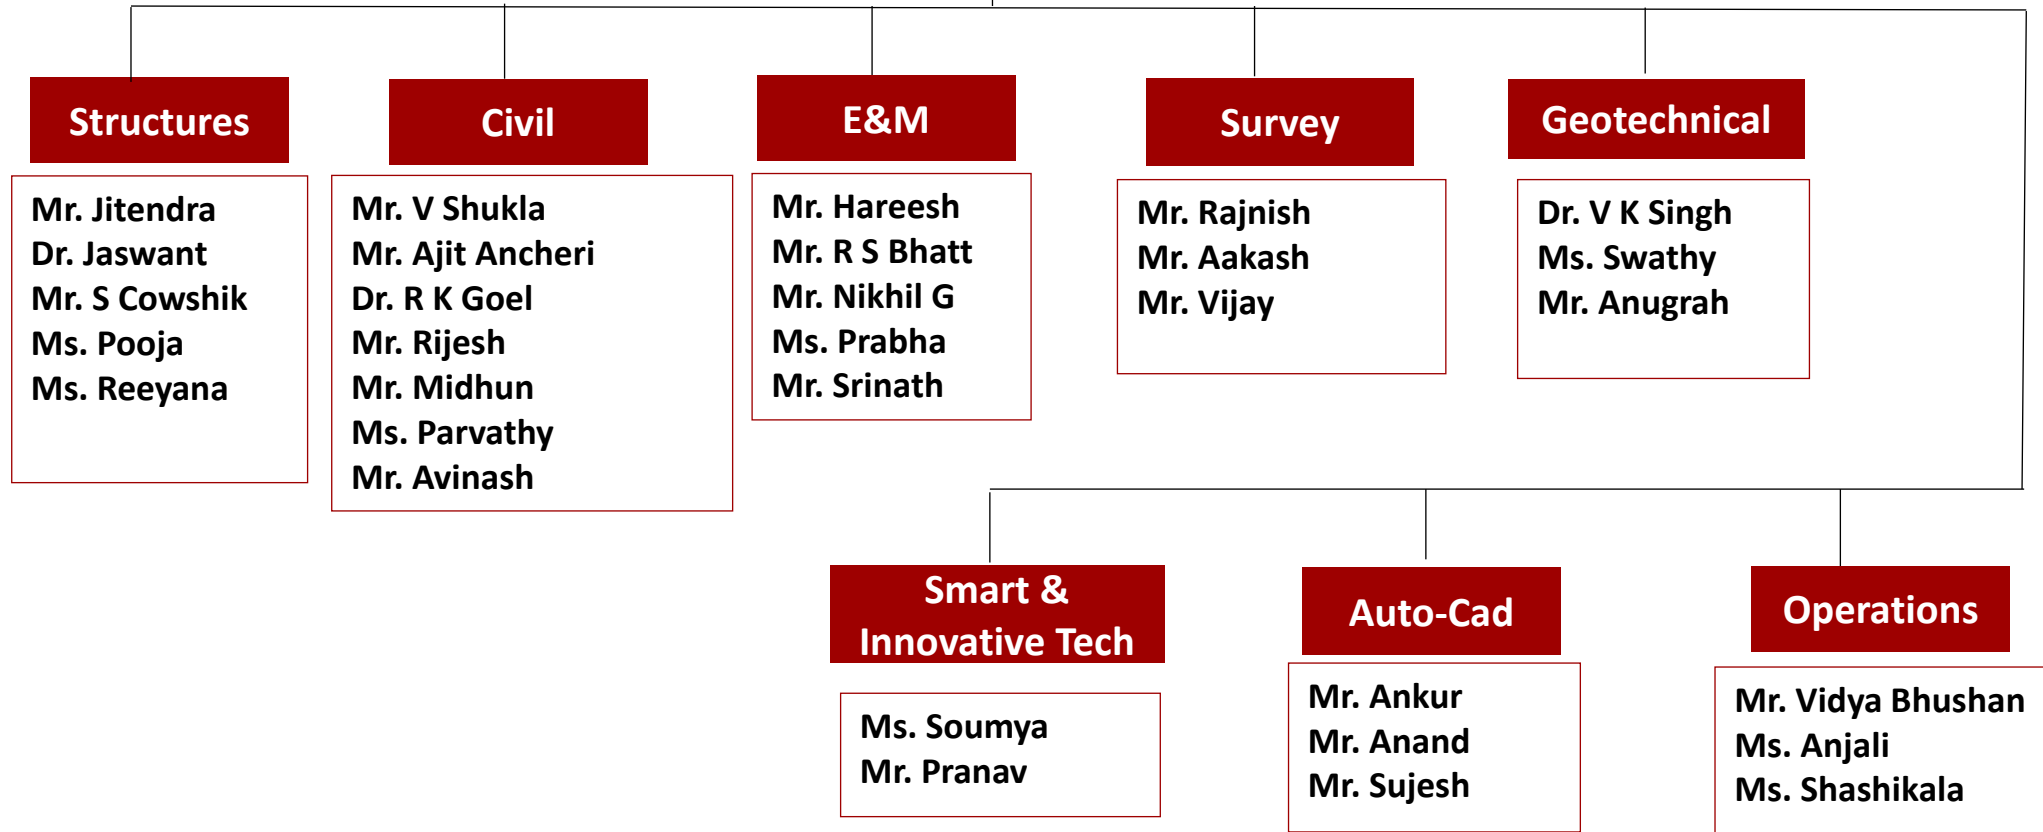 Structures
Mr. Jitendra
Dr. Jaswant
Mr. S Cowshik
Ms. Pooja
Ms. Reeyana
Civil
Mr. V Shukla
Mr. Ajit Ancheri
Dr. R K Goel
Mr. Rijesh
Mr. Midhun
Ms. Parvathy
Mr. Avinash
E&M
Mr. Hareesh
Mr. R S Bhatt
Mr. Nikhil G
Ms. Prabha
Mr. Srinath
Survey
Mr. Rajnish
Mr. Aakash
Mr. Vijay
Geotechnical
Dr. V K Singh
Ms. Swathy
Mr. Anugrah
Smart &
Innovative Tech
Ms. Soumya
Mr. Pranav
Auto-Cad
Mr. Ankur
Mr. Anand
Mr. Sujesh
Operations
Mr. Vidya Bhushan
Ms. Anjali
Ms. Shashikala